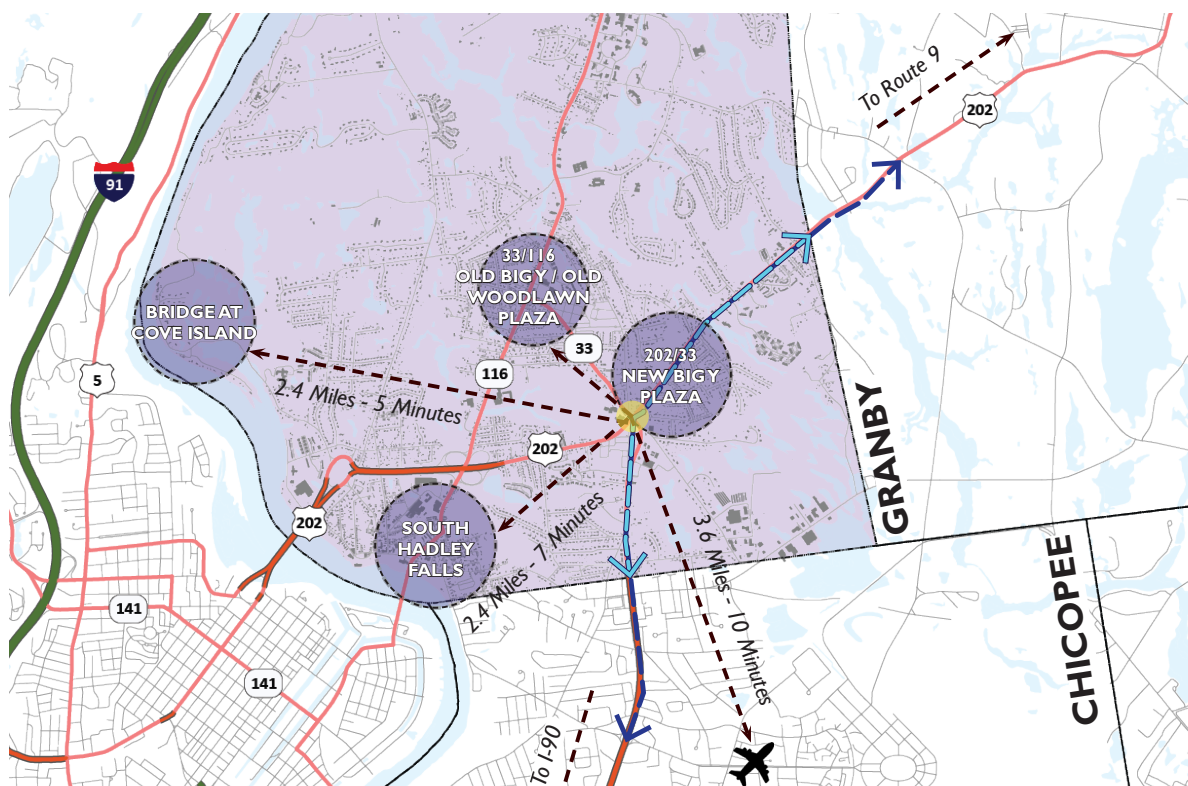 To Route 9
202
91
33/116
OLD BIGY / OLD
WOODLAWN
PLAZA
BRIDGE AT
COVE ISLAND
33
202/33
NEW BIGY
PLAZA
116
5
2.4 Miles - 5 Minutes
202
GRANBY
202
SOUTH
HADLEY
FALLS
2.4 Miles - 7 Minutes
3.6 Miles - 10 Minutes
CHICOPEE
141
141
To I-90